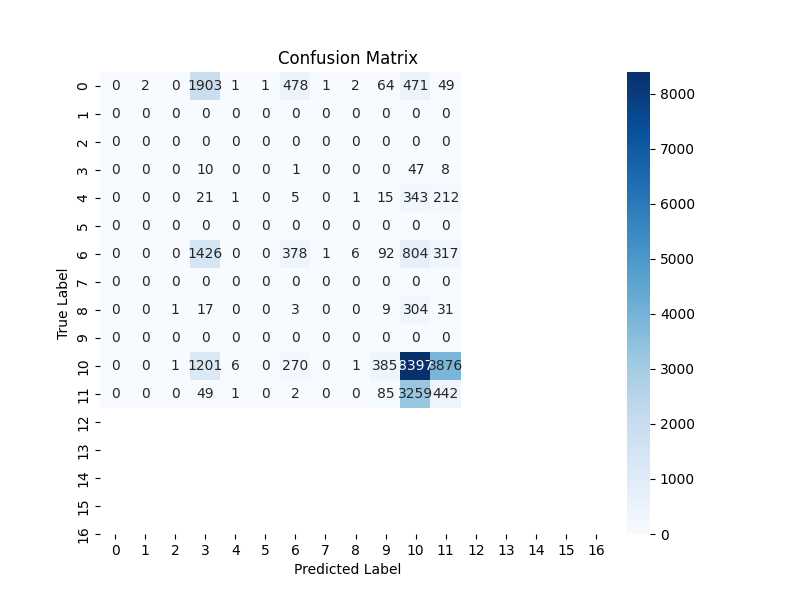 Confusion Matrix
0 0 2 0 1903 1 1 478 1 2 64 471 49
1 0 0 0 0 0 0 0 0 0 0 0 0
2 0 0 0 0 0 0 0 0 0 0 0 0
3 0 0 0 10 0 0 1 0 0 0 47 8
4 0 0 0 21 1 0 5 0 1 15 343 212
5 0 0 0 0 0 0 0 0 0 0 0 0
6 0 0 0 1426 0 0 378 1 6 92 804 317
7 0 0 0 0 0 0 0 0 0 0 0 0
8 0 0 1 17 0 0 3 0 0 9 304 31
9 0 0 0 0 0 0 0 0 0 0 0 0
10 0 0 1 1201 6 0 270 0 1 385 8397 3876
11 0 0 0 49 1 0 2 0 0 85 3259 442
12
13
14
15
16
True Label
0 1 2 3 4 5 6 7 8 9 10 11 12 13 14 15 16
Predicted Label
8000
7000
6000
5000
4000
3000
2000
1000
0